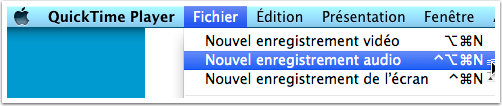 QuickTime Player Fichier Édition Présentation Fenêtre
Nouvel enregistrement vidéo ⌥⌘N
Nouvel enregistrement audio ^⌥⌘N
Nouvel enregistrement de l'écran ^⌘N